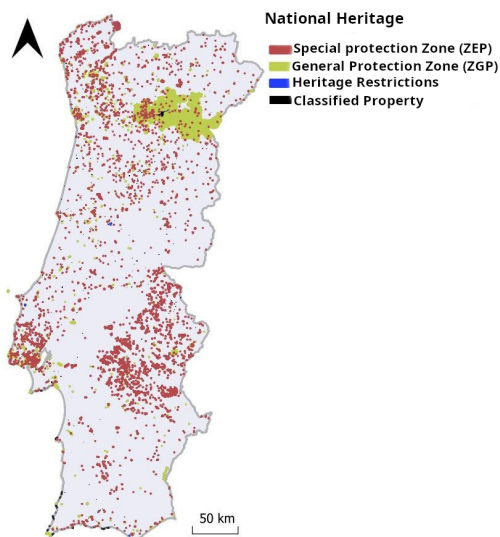 National Heritage
Special protection Zone (ZEP)
General Protection Zone (ZGP)
Heritage Restrictions
Classified Property
50 km